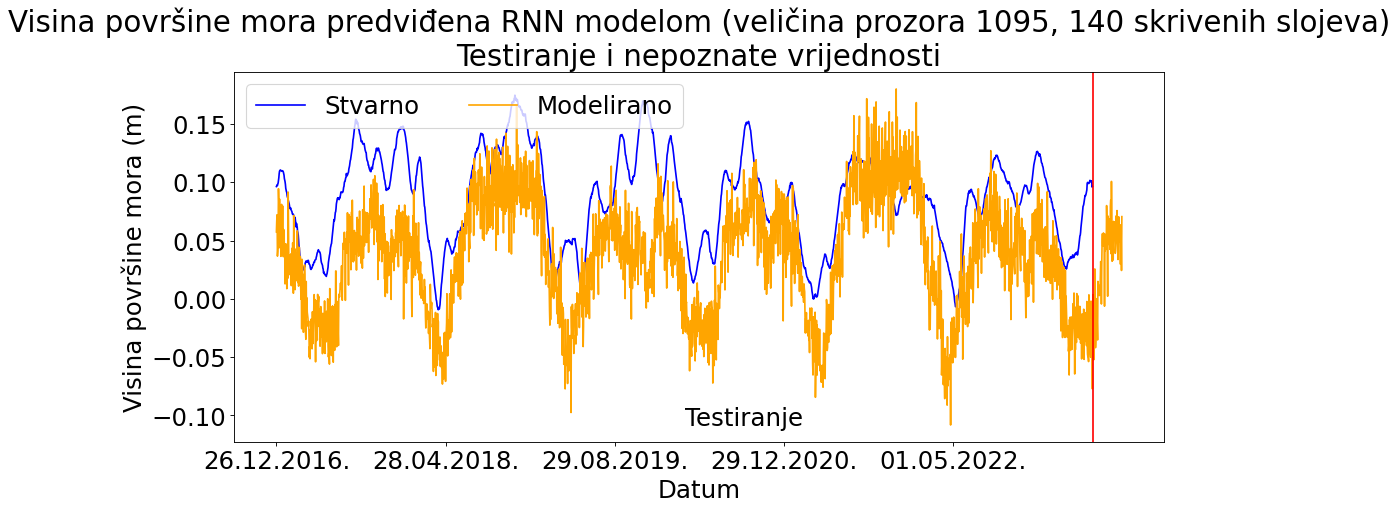 Visina površine mora predviđena RNN modelom (veličina prozora 1095, 140 skrivenih slojeva)
Testiranje i nepoznate vrijednosti
Stvarno Modelirano
Visina površine mora (m)
0.15
0.10
0.05
0.00
−0.05
−0.10
Testiranje
26.12.2016. 28.04.2018. 29.08.2019. 29.12.2020. 01.05.2022.
Datum